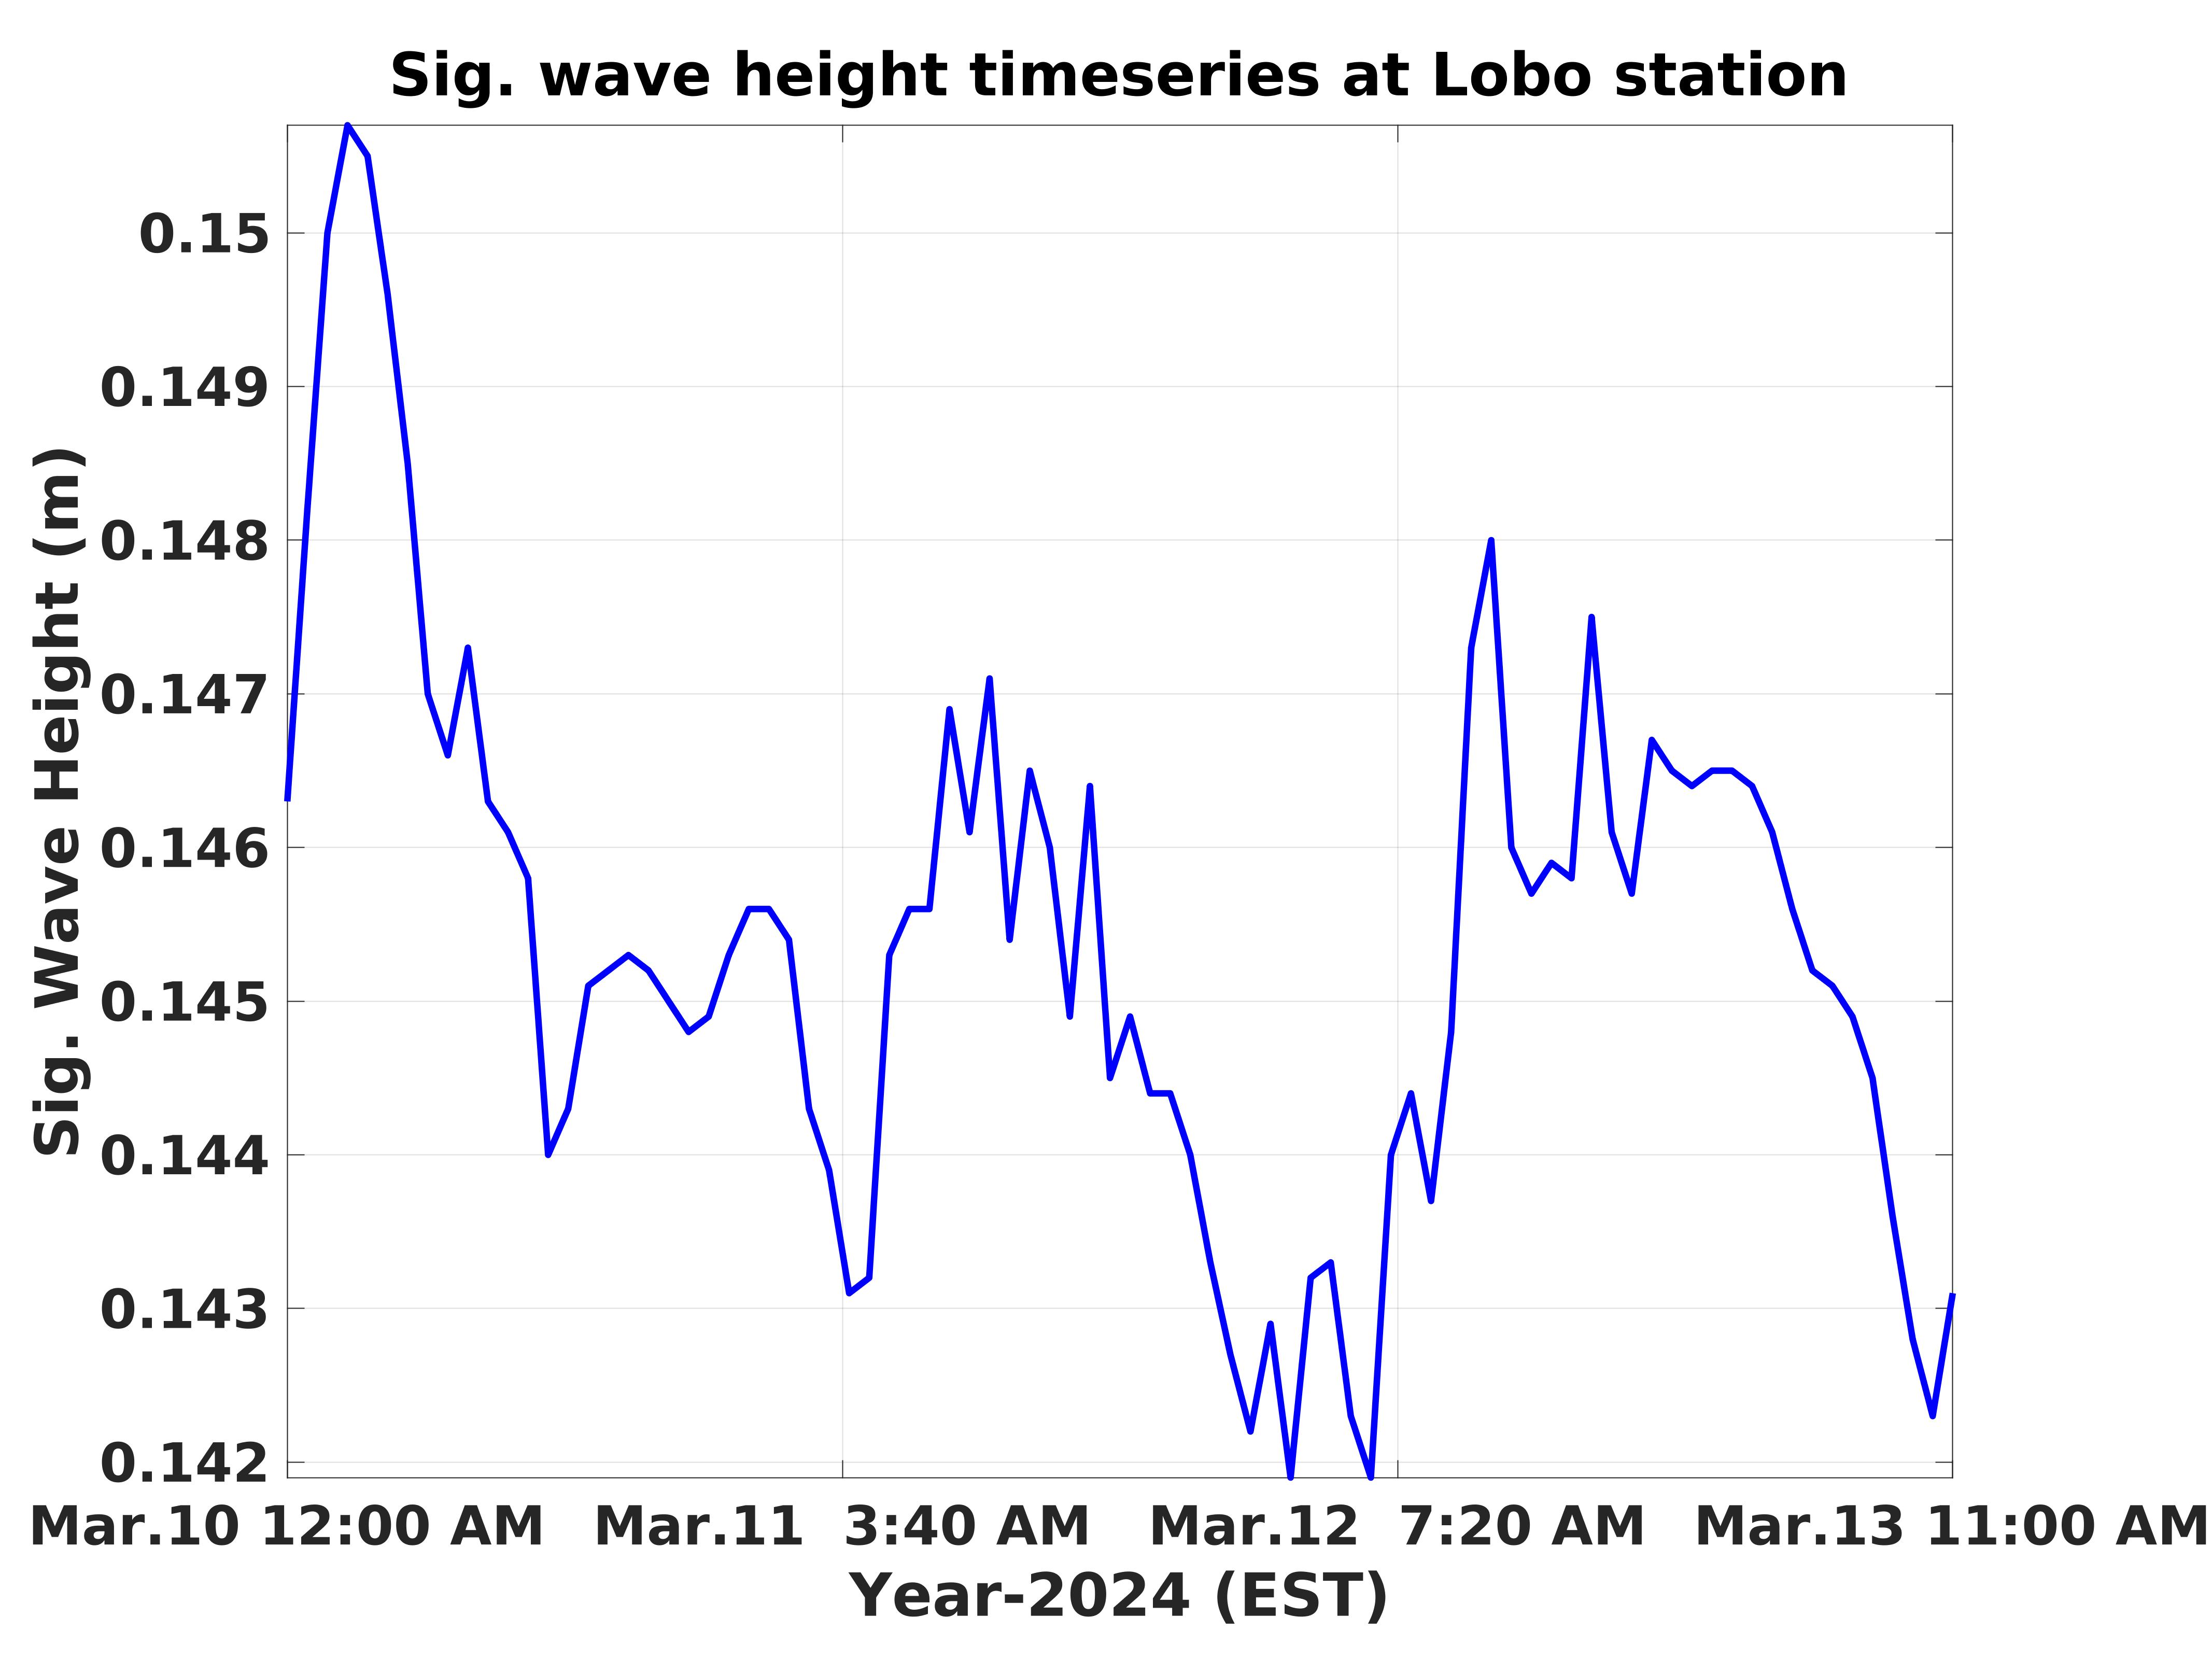 Sig. wave height timeseries at Lobo station
Sig. Wave Height (m)
0.15
0.149
0.148
0.147
0.146
0.145
0.144
0.143
0.142
Mar.10 12:00 AM Mar.11 3:40 AM Mar.12 7:20 AM Mar.13 11:00 AM
Year-2024 (EST)